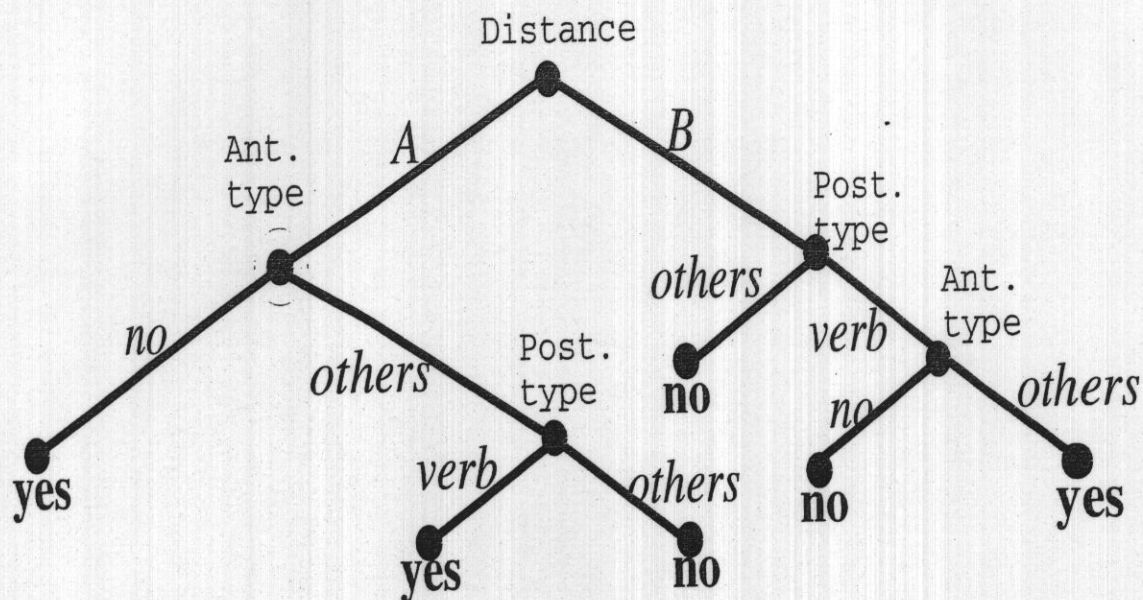 Distance
A
B
Ant.
type
Post.
type
others
verb
Ant.
type
no
others
Post.
type
no
no
others
verb
others
no
yes
yes
yes
no